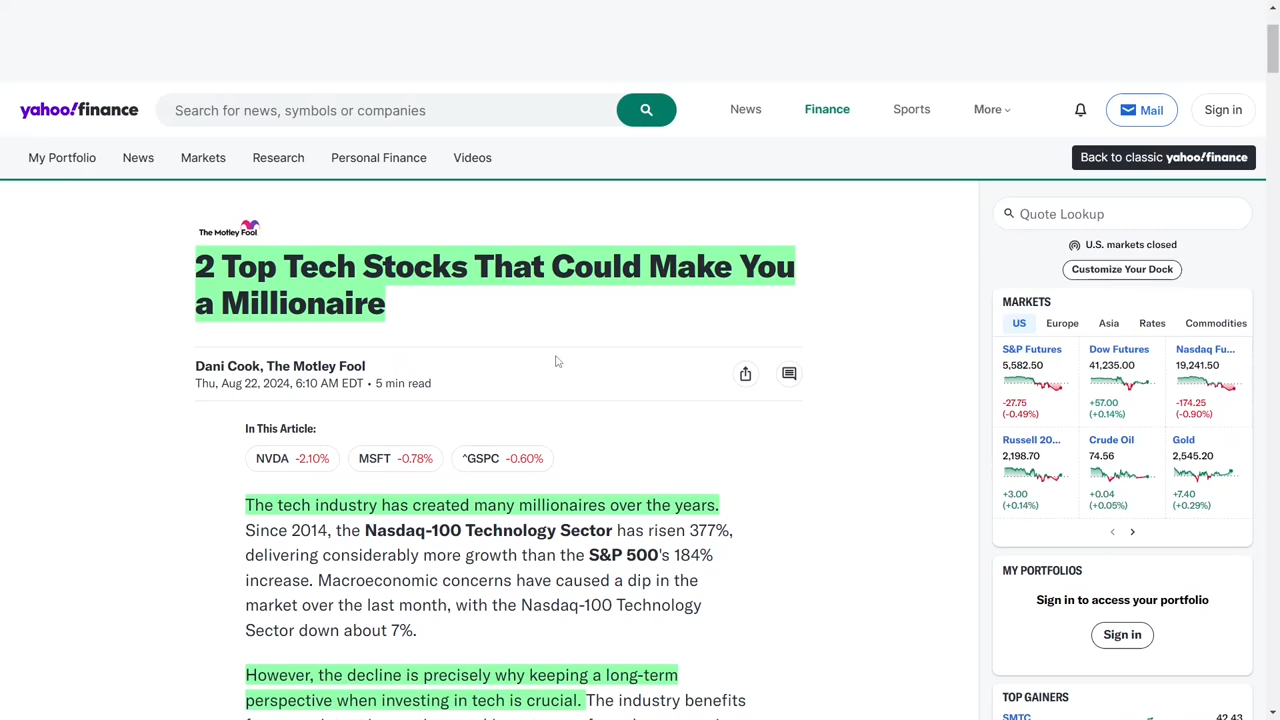 yahoo!finance
Search for news, symbols or companies
News
Finance
Sports
More
Mail
Sign in
My Portfolio
News
Markets
Research
Personal Finance
Videos
Back to classic yahoo!finance
The Motley Fool
2 Top Tech Stocks That Could Make You
a Millionaire
Dani Cook, The Motley Fool
Thu, Aug 22, 2024, 6:10 AM EDT • 5 min read
In This Article:
NVDA -2.10%
MSFT -0.78%
^GSPC -0.60%
The tech industry has created many millionaires over the years.
Since 2014, the Nasdaq-100 Technology Sector has risen 377%,
delivering considerably more growth than the S&P 500's 184%
increase. Macroeconomic concerns have caused a dip in the
market over the last month, with the Nasdaq-100 Technology
Sector down about 7%.
However, the decline is precisely why keeping a long-term
perspective when investing in tech is crucial. The industry benefits
Quote Lookup
U.S. markets closed
Customize Your Dock
MARKETS
US
Europe
Asia
Rates
Commodities
S&P Futures
5,582.50
-27.75
(-0.49%)
Dow Futures
41,235.00
+57.00
(+0.14%)
Nasdaq Fu...
19,241.50
-174.25
(-0.90%)
Russell 20...
2,198.70
+3.00
(+0.14%)
Crude Oil
74.56
+0.04
(+0.05%)
Gold
2,545.20
+7.40
(+0.29%)
MY PORTFOLIOS
Sign in to access your portfolio
Sign in
TOP GAINERS
SMTC
42.43